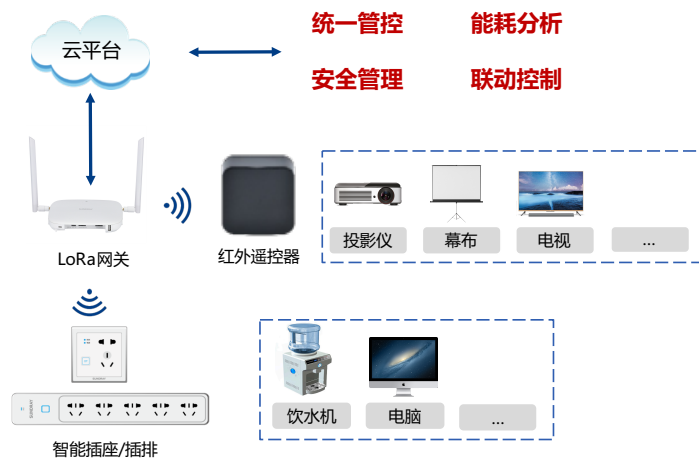 统一管控 能耗分析
云平台
安全管理 联动控制
投影仪 幕布 电视 ...
LoRa网关 红外遥控器
饮水机 电脑 ...
智能插座/插排